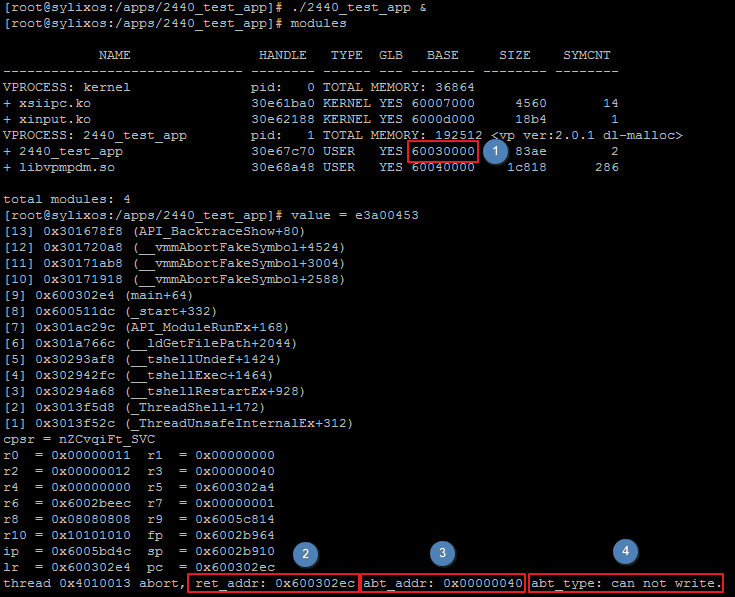 [root@sylixos:/apps/2440_test_app]# ./2440_test_app &
[root@sylixos:/apps/2440_test_app]# modules
NAME HANDLE TYPE GLB BASE SIZE SYMCNT
------------------------------ -------- ------ --- -------- -------- --------
VPROCESS: kernel pid: 0 TOTAL MEMORY: 36864
+ xsiipc.ko 30e61ba0 KERNEL YES 60007000 4560 14
+ xinput.ko 30e62188 KERNEL YES 6000d000 18b4 1
VPROCESS: 2440_test_app pid: 1 TOTAL MEMORY: 192512 <vp ver:2.0.1 dl-malloc>
+ 2440_test_app 30e67c70 USER YES 60030000 1 83ae 2
+ libvpmpdm.so 30e68a48 USER YES 60040000 1c818 286
total modules: 4
[root@sylixos:/apps/2440_test_app]# value = e3a00453
[13] 0x301678f8 (API_BacktraceShow+80)
[12] 0x301720a8 (__vmmAbortFakeSymbol+4524)
[11] 0x30171ab8 (__vmmAbortFakeSymbol+3004)
[10] 0x30171918 (__vmmAbortFakeSymbol+2588)
[9] 0x600302e4 (main+64)
[8] 0x600511dc (_start+332)
[7] 0x301ac29c (API_ModuleRunEx+168)
[6] 0x301a766c (__ldGetFilePath+2044)
[5] 0x30293af8 (__tshellUndef+1424)
[4] 0x302942fc (__tshellExec+1464)
[3] 0x30294a68 (__tshellRestartEx+928)
[2] 0x3013f5d8 (_ThreadShell+172)
[1] 0x3013f52c (_ThreadUnsafeInternalEx+312)
cpsr = nZCvqiFt_SVC
r0 = 0x00000011 r1 = 0x00000000
r2 = 0x00000012 r3 = 0x00000040
r4 = 0x00000000 r5 = 0x600302a4
r6 = 0x6002beec r7 = 0x00000001
r8 = 0x08080808 r9 = 0x6005c814
r10 = 0x10101010 fp = 0x6002b964
ip = 0x6005bd4c sp = 0x6002b910
lr = 0x600302e4 pc = 0x600302ec
2 3 4
thread 0x4010013 abort, ret_addr: 0x600302ec abt_addr: 0x00000040 abt_type: can not write.